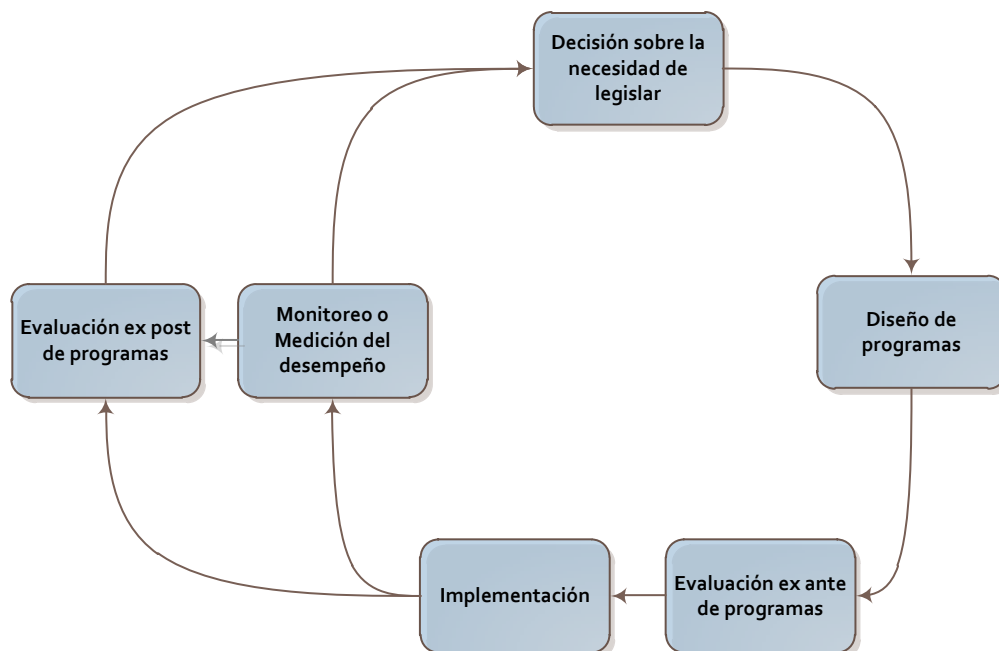 Decisión sobre la
necesidad de
legislar
Diseño de
programas
Evaluación ex ante
de programas
Implementación
Monitoreo o
Medición del
desempeño
Evaluación ex post
de programas